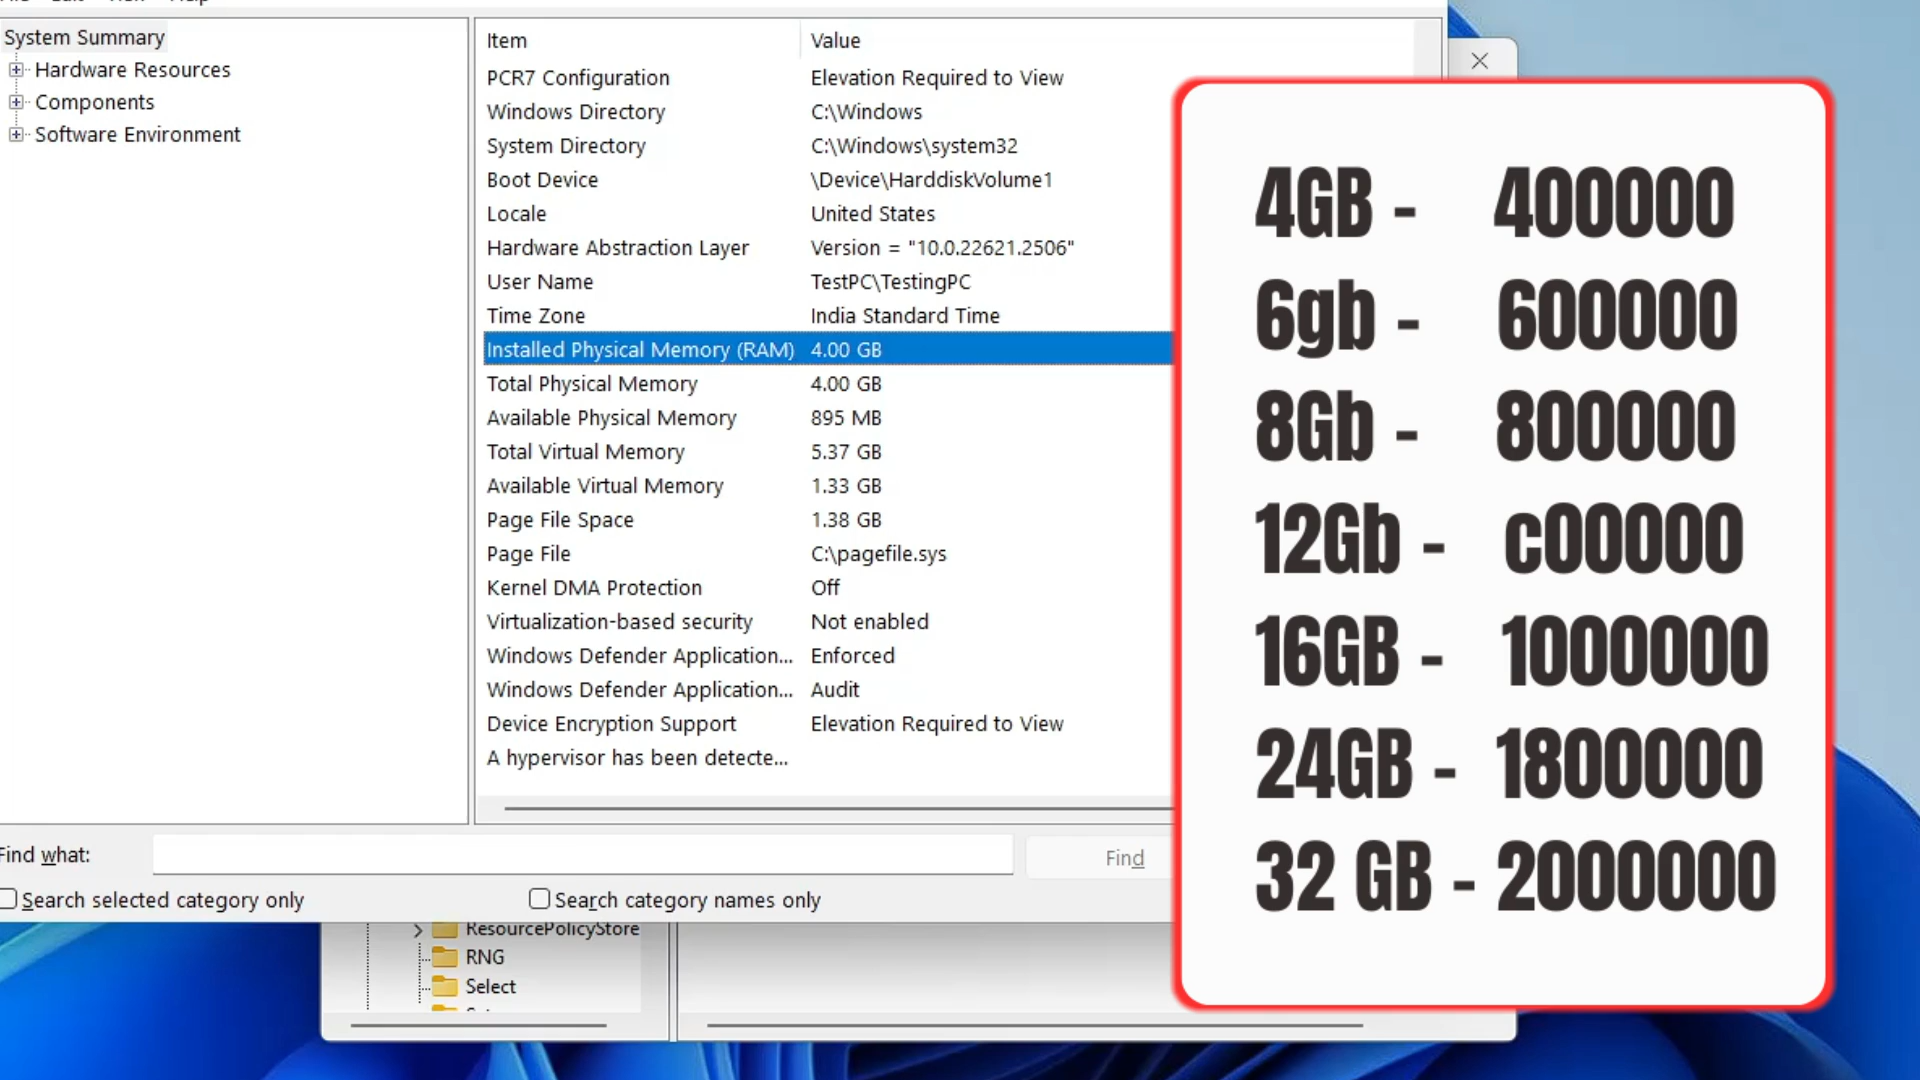 System Summary
Hardware Resources
Components
Software Environment
Item Value
PCR7 Configuration Elevation Required to View
Windows Directory C:\Windows
System Directory C:\Windows\system32
Boot Device \Device\HarddiskVolume1
Locale United States
Hardware Abstraction Layer Version = "10.0.22621.2506"
User Name TestPC\TestingPC
Time Zone India Standard Time
Installed Physical Memory (RAM) 4.00 GB
Total Physical Memory 4.00 GB
Available Physical Memory 895 MB
Total Virtual Memory 5.37 GB
Available Virtual Memory 1.33 GB
Page File Space 1.38 GB
Page File C:\pagefile.sys
Kernel DMA Protection Off
Virtualization-based security Not enabled
Windows Defender Application... Enforced
Windows Defender Application... Audit
Device Encryption Support Elevation Required to View
A hypervisor has been detecte...
Find what:
Find
Search selected category only
Search category names only
ResourcePolicyStore
RNG
Select
4GB - 400000
6gb - 600000
8Gb - 800000
12Gb - c00000
16GB - 1000000
24GB - 1800000
32 GB - 2000000